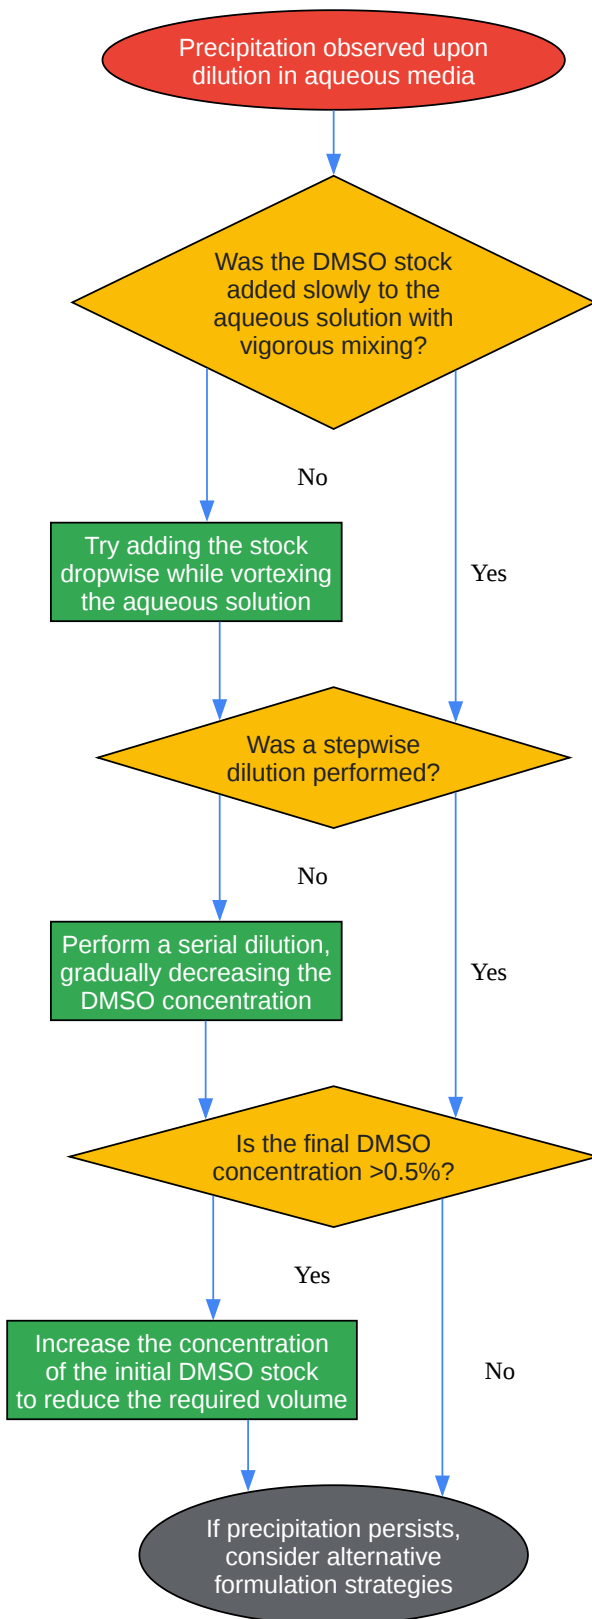 Precipitation observed upon
dilution in aqueous media
Was the DMSO stock
added slowly to the
aqueous solution with
vigorous mixing?
No
Try adding the stock
dropwise while vortexing
the aqueous solution
Yes
Was a stepwise
dilution performed?
No
Perform a serial dilution,
gradually decreasing the
DMSO concentration
Yes
Is the final DMSO
concentration >0.5%?
Yes
Increase the concentration
of the initial DMSO stock
to reduce the required volume
No
If precipitation persists,
consider alternative
formulation strategies